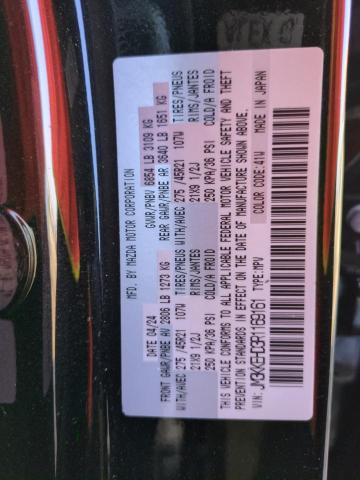 MFD. BY MAZDA MOTOR CORPORATION
04/24 GVWR/PNBV 6854 LB 3109 KG
FRONT GAWR/PNBE AV 2806 LB 1273 KG REAR GAWR/PNBE AR 3640 LB 1651 KG
TIRES/PNEUS TIRES/PNEUS
WITH/AVEC 275 /45R21 107W WITH/AVEC 275 /45R21 107W
RIMS/JANTES RIMS/JANTES
21X9 1/2J 21X9 1/2J
250 KPA/36 PSI COLD/A FROID 250 KPA/36 PSI COLD/A FROID
THIS VEHICLE CONFORMS TO ALL APPLICABLE FEDERAL MOTOR VEHICLE SAFETY AND THEFT
PREVENTION STANDARDS IN EFFECT ON THE DATE OF MANUFACTURE SHOWN ABOVE.
COLOR CODE:41W MADE IN JAPAN
VIN: TYPE:MPV